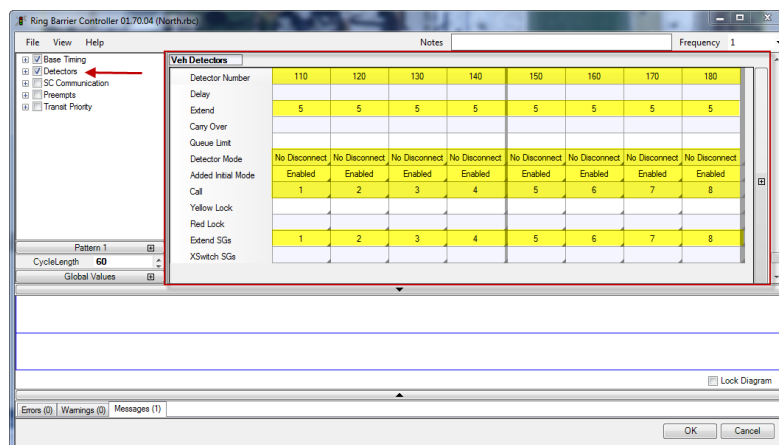 Ring Barrier Controller 01.70.04 (North.rbc)
File View Help Notes Frequency 1
Base Timing
Detectors
SC Communication
Preempts
Transit Priority
Veh Detectors
Detector Number 110 120 130 140 150 160 170 180
Delay
Extend 5 5 5 5 5 5 5 5
Carry Over
Queue Limit
Detector Mode No Disconnect No Disconnect No Disconnect No Disconnect No Disconnect No Disconnect No Disconnect No Disconnect
Added Initial Mode Enabled Enabled Enabled Enabled Enabled Enabled Enabled Enabled
Call 1 2 3 4 5 6 7 8
Yellow Lock
Red Lock
Extend SGs 1 2 3 4 5 6 7 8
XSwitch SGs
Pattern 1
CycleLength 60
Global Values
Lock Diagram
Errors (0) Warnings (0) Messages (1)
OK Cancel